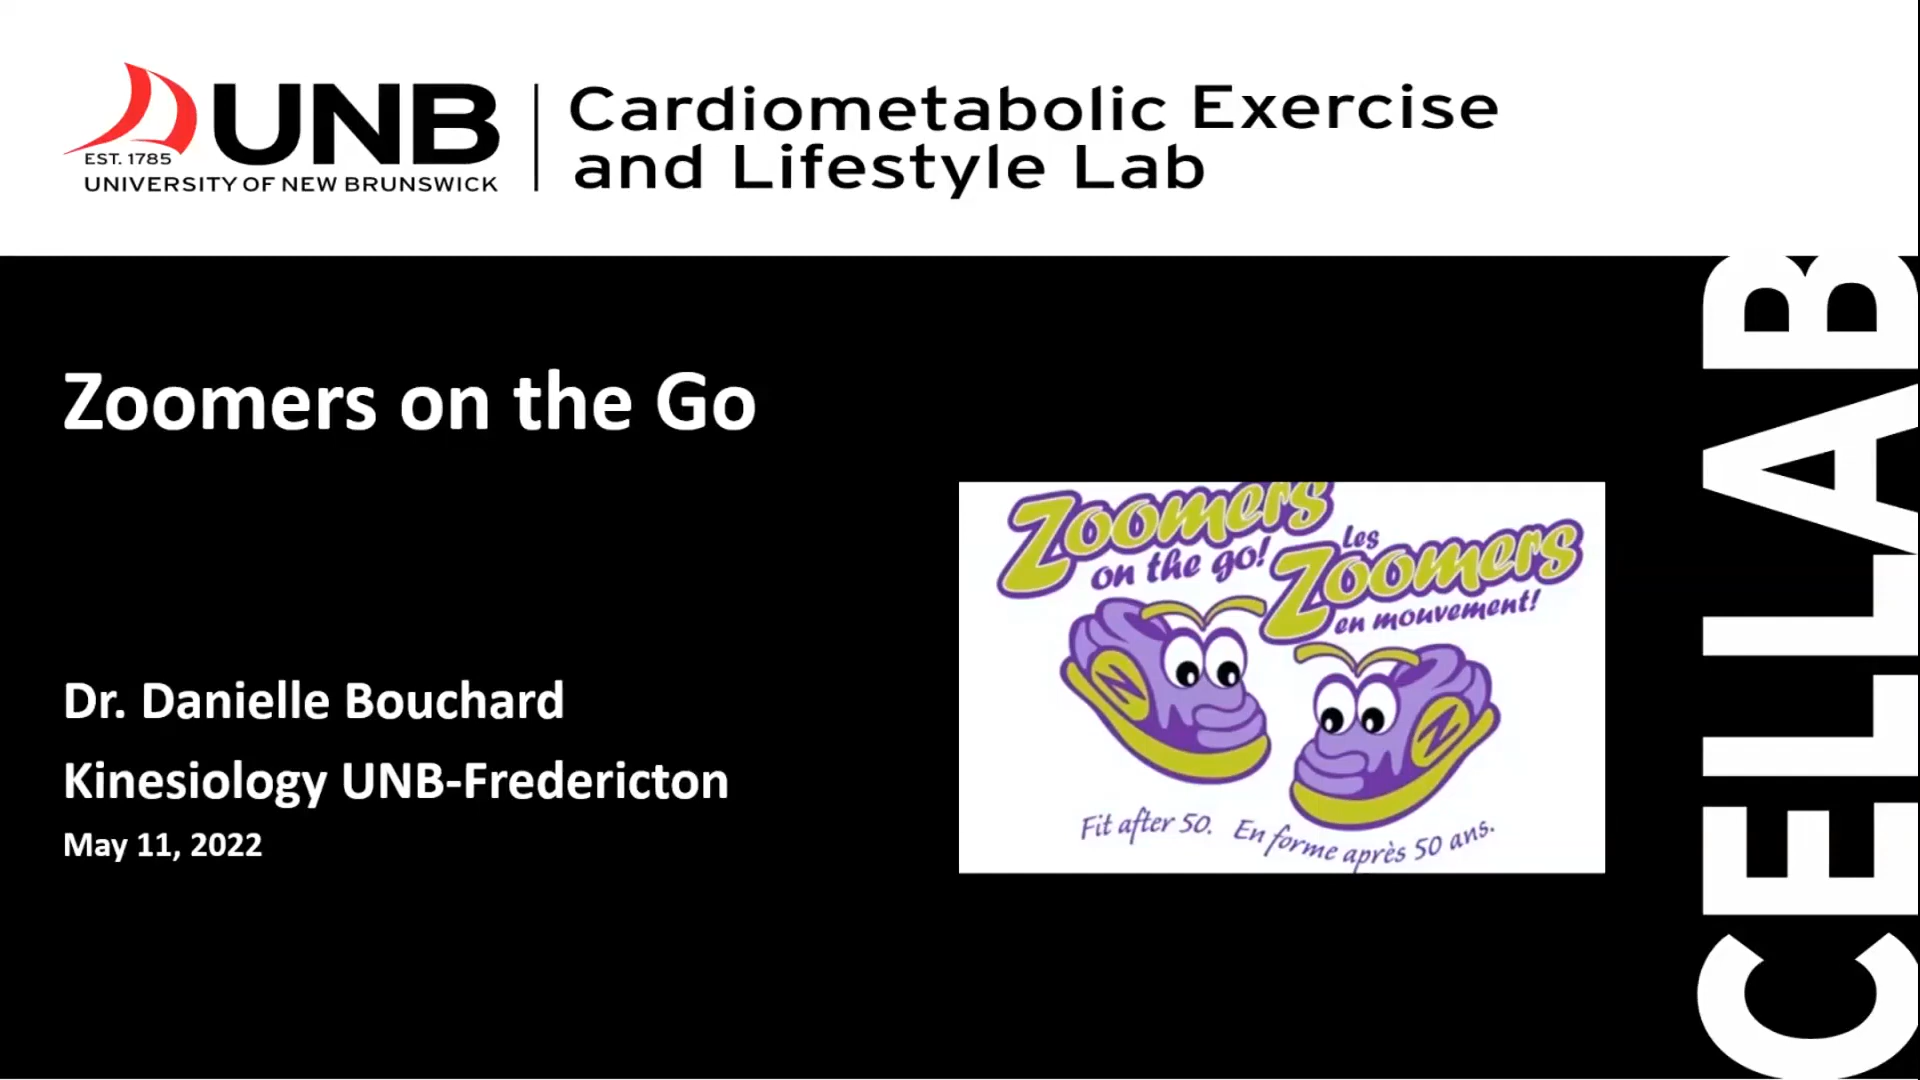 UNB
EST. 1785
UNIVERSITY OF NEW BRUNSWICK
Cardiometabolic Exercise
and Lifestyle Lab
Zoomers on the Go
Dr. Danielle Bouchard
Kinesiology UNB-Fredericton
May 11, 2022
Zoomers
on the go!
Les
Zoomers
en mouvement!
Z
Z
Fit after 50.
En forme après 50 ans.
CELLLAB